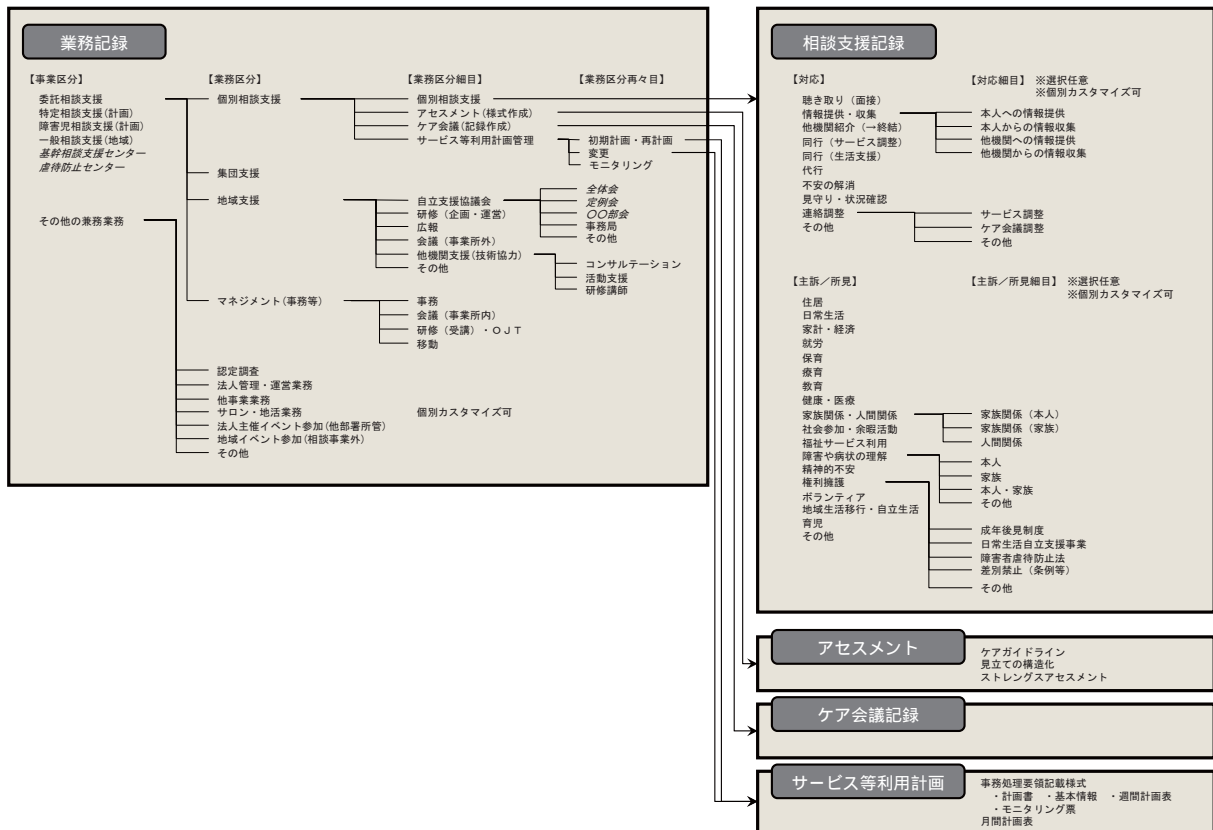 業務記録
【事業区分】
委託相談支援
特定相談支援(計画)
障害児相談支援(計画)
一般相談支援(地域)
基幹相談支援センター
虐待防止センター
その他の兼務業務
【業務区分】
個別相談支援
集団支援
地域支援
マネジメント(事務等)
認定調査
法人管理・運営業務
他事業業務
サロン・地活業務
法人主催イベント参加(他部署所管)
地域イベント参加(相談事業外)
その他
【業務区分細目】
個別相談支援
アセスメント(様式作成)
ケア会議(記録作成)
サービス等利用計画管理
自立支援協議会
研修(企画・運営)
広報
会議(事業所外)
他機関支援(技術協力)
その他
事務
会議(事業所内)
研修(受講)・OJT
移動
個別カスタマイズ可
【業務区分再々目】
初期計画・再計画
変更
モニタリング
全体会
定例会
〇〇部会
事務局
その他
コンサルテーション
活動支援
研修講師
相談支援記録
【対応】
聴き取り(面接)
情報提供・収集
他機関紹介(→終結)
同行(サービス調整)
同行(生活支援)
代行
不安の解消
見守り・状況確認
連絡調整
その他
【対応細目】 ※選択任意
※個別カスタマイズ可
本人への情報提供
本人からの情報収集
他機関への情報提供
他機関からの情報収集
サービス調整
ケア会議調整
その他
【主訴/所見】
住居
日常生活
家計・経済
就労
保育
療育
教育
健康・医療
家族関係・人間関係
社会参加・余暇活動
福祉サービス利用
障害や病状の理解
精神的不安
権利擁護
ボランティア
地域生活移行・自立生活
育児
その他
【主訴/所見細目】 ※選択任意
※個別カスタマイズ可
家族関係(本人)
家族関係(家族)
人間関係
本人
家族
本人・家族
その他
成年後見制度
日常生活自立支援事業
障害者虐待防止法
差別禁止(条例等)
その他
アセスメント
ケアガイドライン
見立ての構造化
ストレングスアセスメント
ケア会議記録
サービス等利用計画
事務処理要領記載様式
・計画書 ・基本情報 ・週間計画表
・モニタリング票
月間計画表